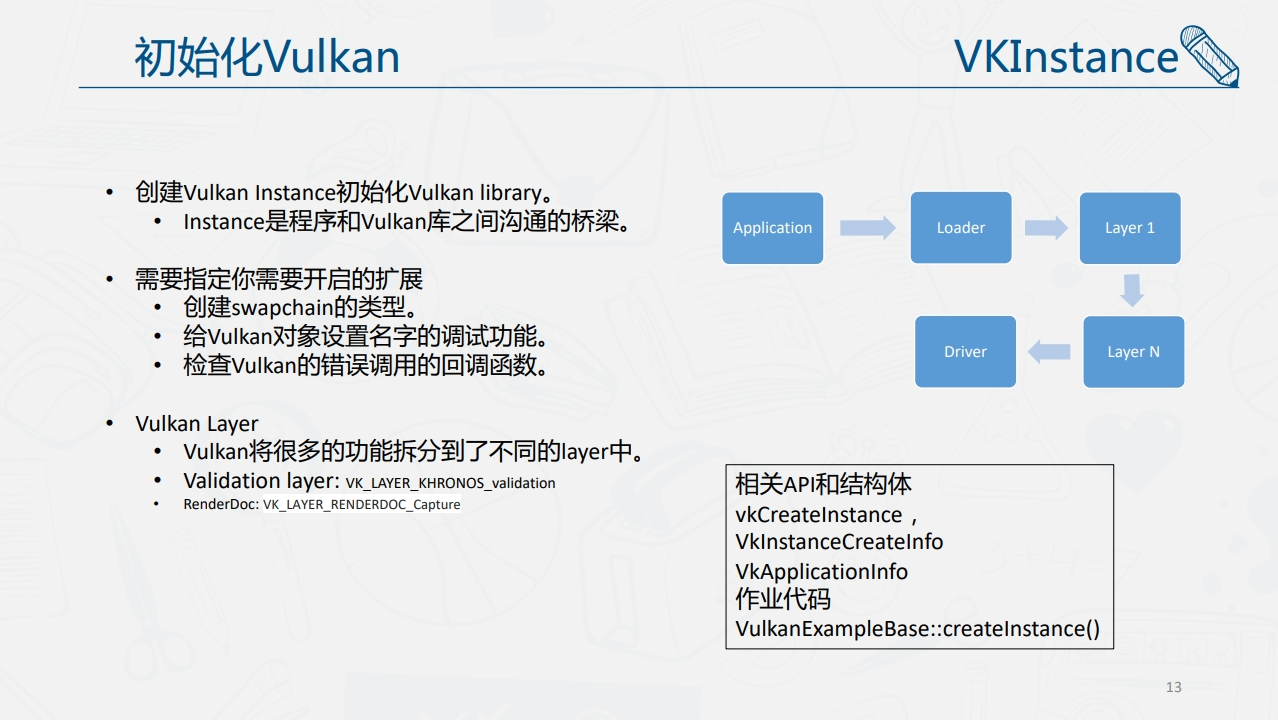 初始化Vulkan
VKInstance
创建Vulkan Instance初始化Vulkan library。
Instance是程序和Vulkan库之间沟通的桥梁。
需要指定你需要开启的扩展
创建swapchain的类型。
给Vulkan对象设置名字的调试功能。
检查Vulkan的错误调用的回调函数。
Vulkan Layer
Vulkan将很多的功能拆分到了不同的layer中。
Validation layer: VK_LAYER_KHRONOS_validation
RenderDoc: VK_LAYER_RENDERDOC_Capture
Application
Loader
Layer 1
Driver
Layer N
相关API和结构体
vkCreateInstance，
VkInstanceCreateInfo
VkApplicationInfo
作业代码
VulkanExampleBase::createInstance()
13